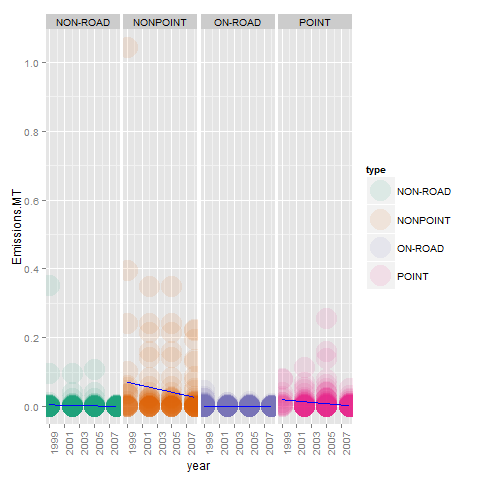 NON-ROAD NONPOINT ON-ROAD POINT
1.0
0.8
0.6
0.4
0.2
0.0
Emissions.MT
1999 2001 2003 2005 2007 1999 2001 2003 2005 2007 1999 2001 2003 2005 2007 1999 2001 2003 2005 2007
year
type
NON-ROAD
NONPOINT
ON-ROAD
POINT